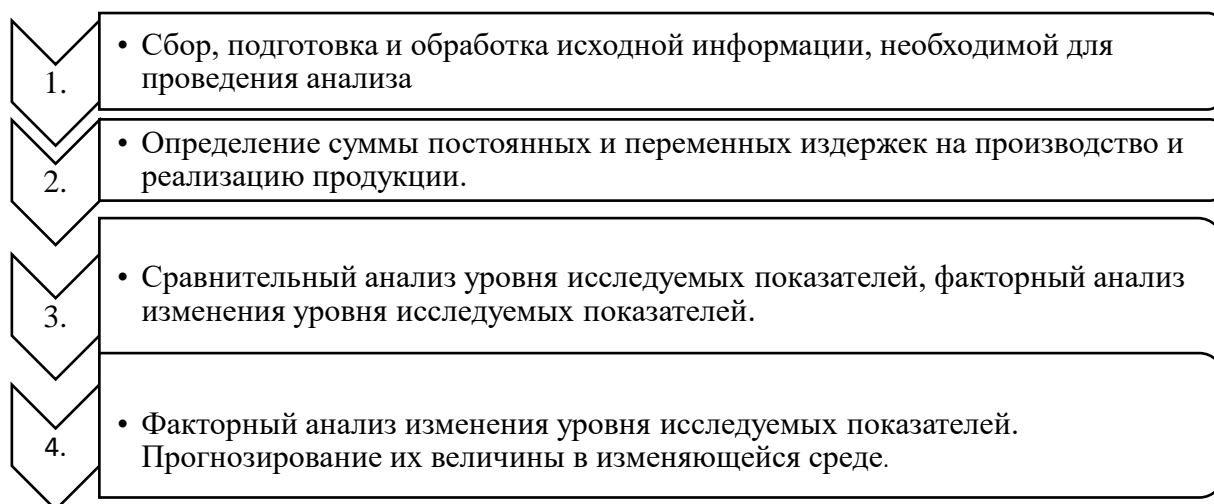 1.
• Сбор, подготовка и обработка исходной информации, необходимой для
проведения анализа
2.
• Определение суммы постоянных и переменных издержек на производство и
реализацию продукции.
3.
• Сравнительный анализ уровня исследуемых показателей, факторный анализ
изменения уровня исследуемых показателей.
4.
• Факторный анализ изменения уровня исследуемых показателей.
Прогнозирование их величины в изменяющейся среде.